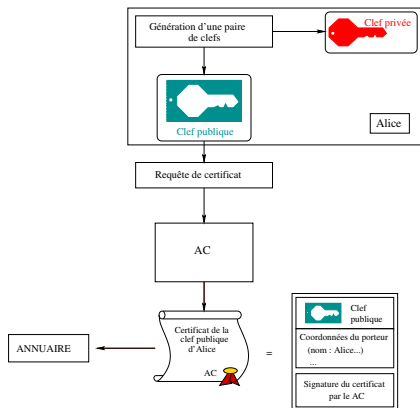 Génération d'une paire
de clefs
Clef privée
Clef publique
Alice
Requête de certificat
AC
Certificat de la
clef publique
d'Alice
AC
ANNUAIRE
=
Clef
publique
Coordonnées du porteur
(nom : Alice...)
...
Signature du certificat
par le AC